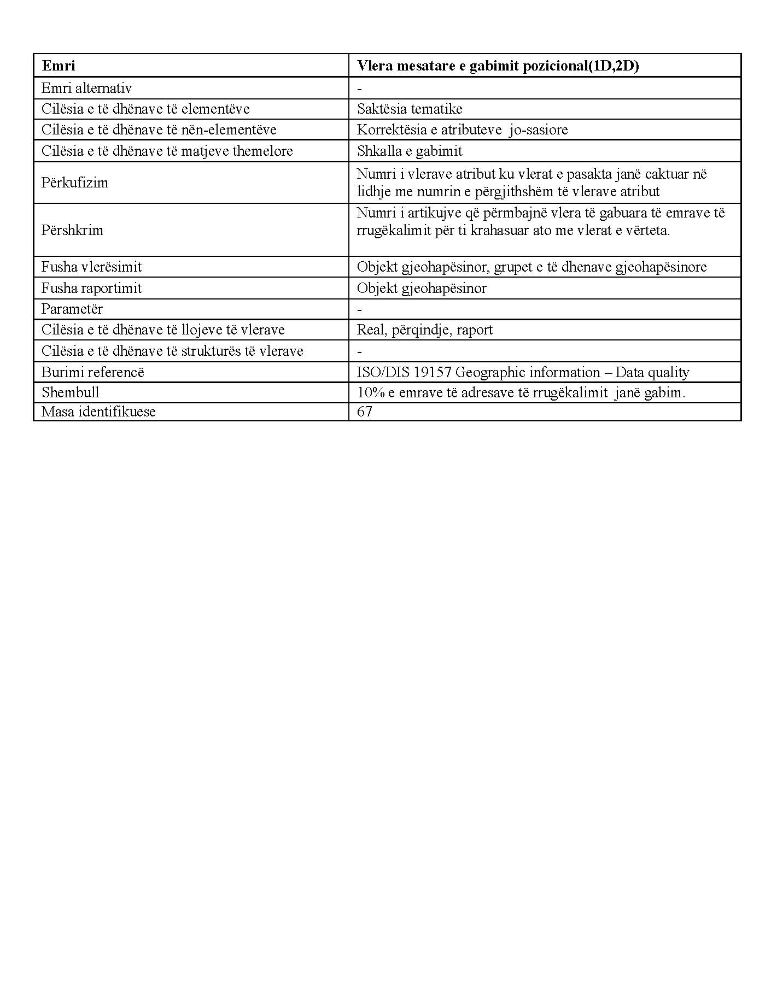 Emri Vlera mesatare e gabimit pozicional(1D,2D)
Emri alternativ -
Cilësia e të dhënave të elementëve Saktësia tematike
Cilësia e të dhënave të nën-elementëve Korrektësia e atributeve  jo-sasiore
Cilësia e të dhënave të matjeve themelore Shkalla e gabimit
Përkufizim
Numri i vlerave atribut ku vlerat e pasakta janë caktuar në
lidhje me numrin e përgjithshëm të vlerave atribut
Përshkrim
Numri i artikujve që përmbajnë vlera të gabuara të emrave të
rrugëkalimit për ti krahasuar ato me vlerat e vërteta.
Fusha vlerësimit Objekt gjeohapësinor, grupet e të dhenave gjeohapësinore
Fusha raportimit Objekt gjeohapësinor
Parametër -
Cilësia e të dhënave të llojeve të vlerave Real, përqindje, raport
Cilësia e të dhënave të strukturës të vlerave -
Burimi referencë ISO/DIS 19157 Geographic information – Data quality
Shembull 10% e emrave të adresave të rrugëkalimit  janë gabim.
Masa identifikuese 67